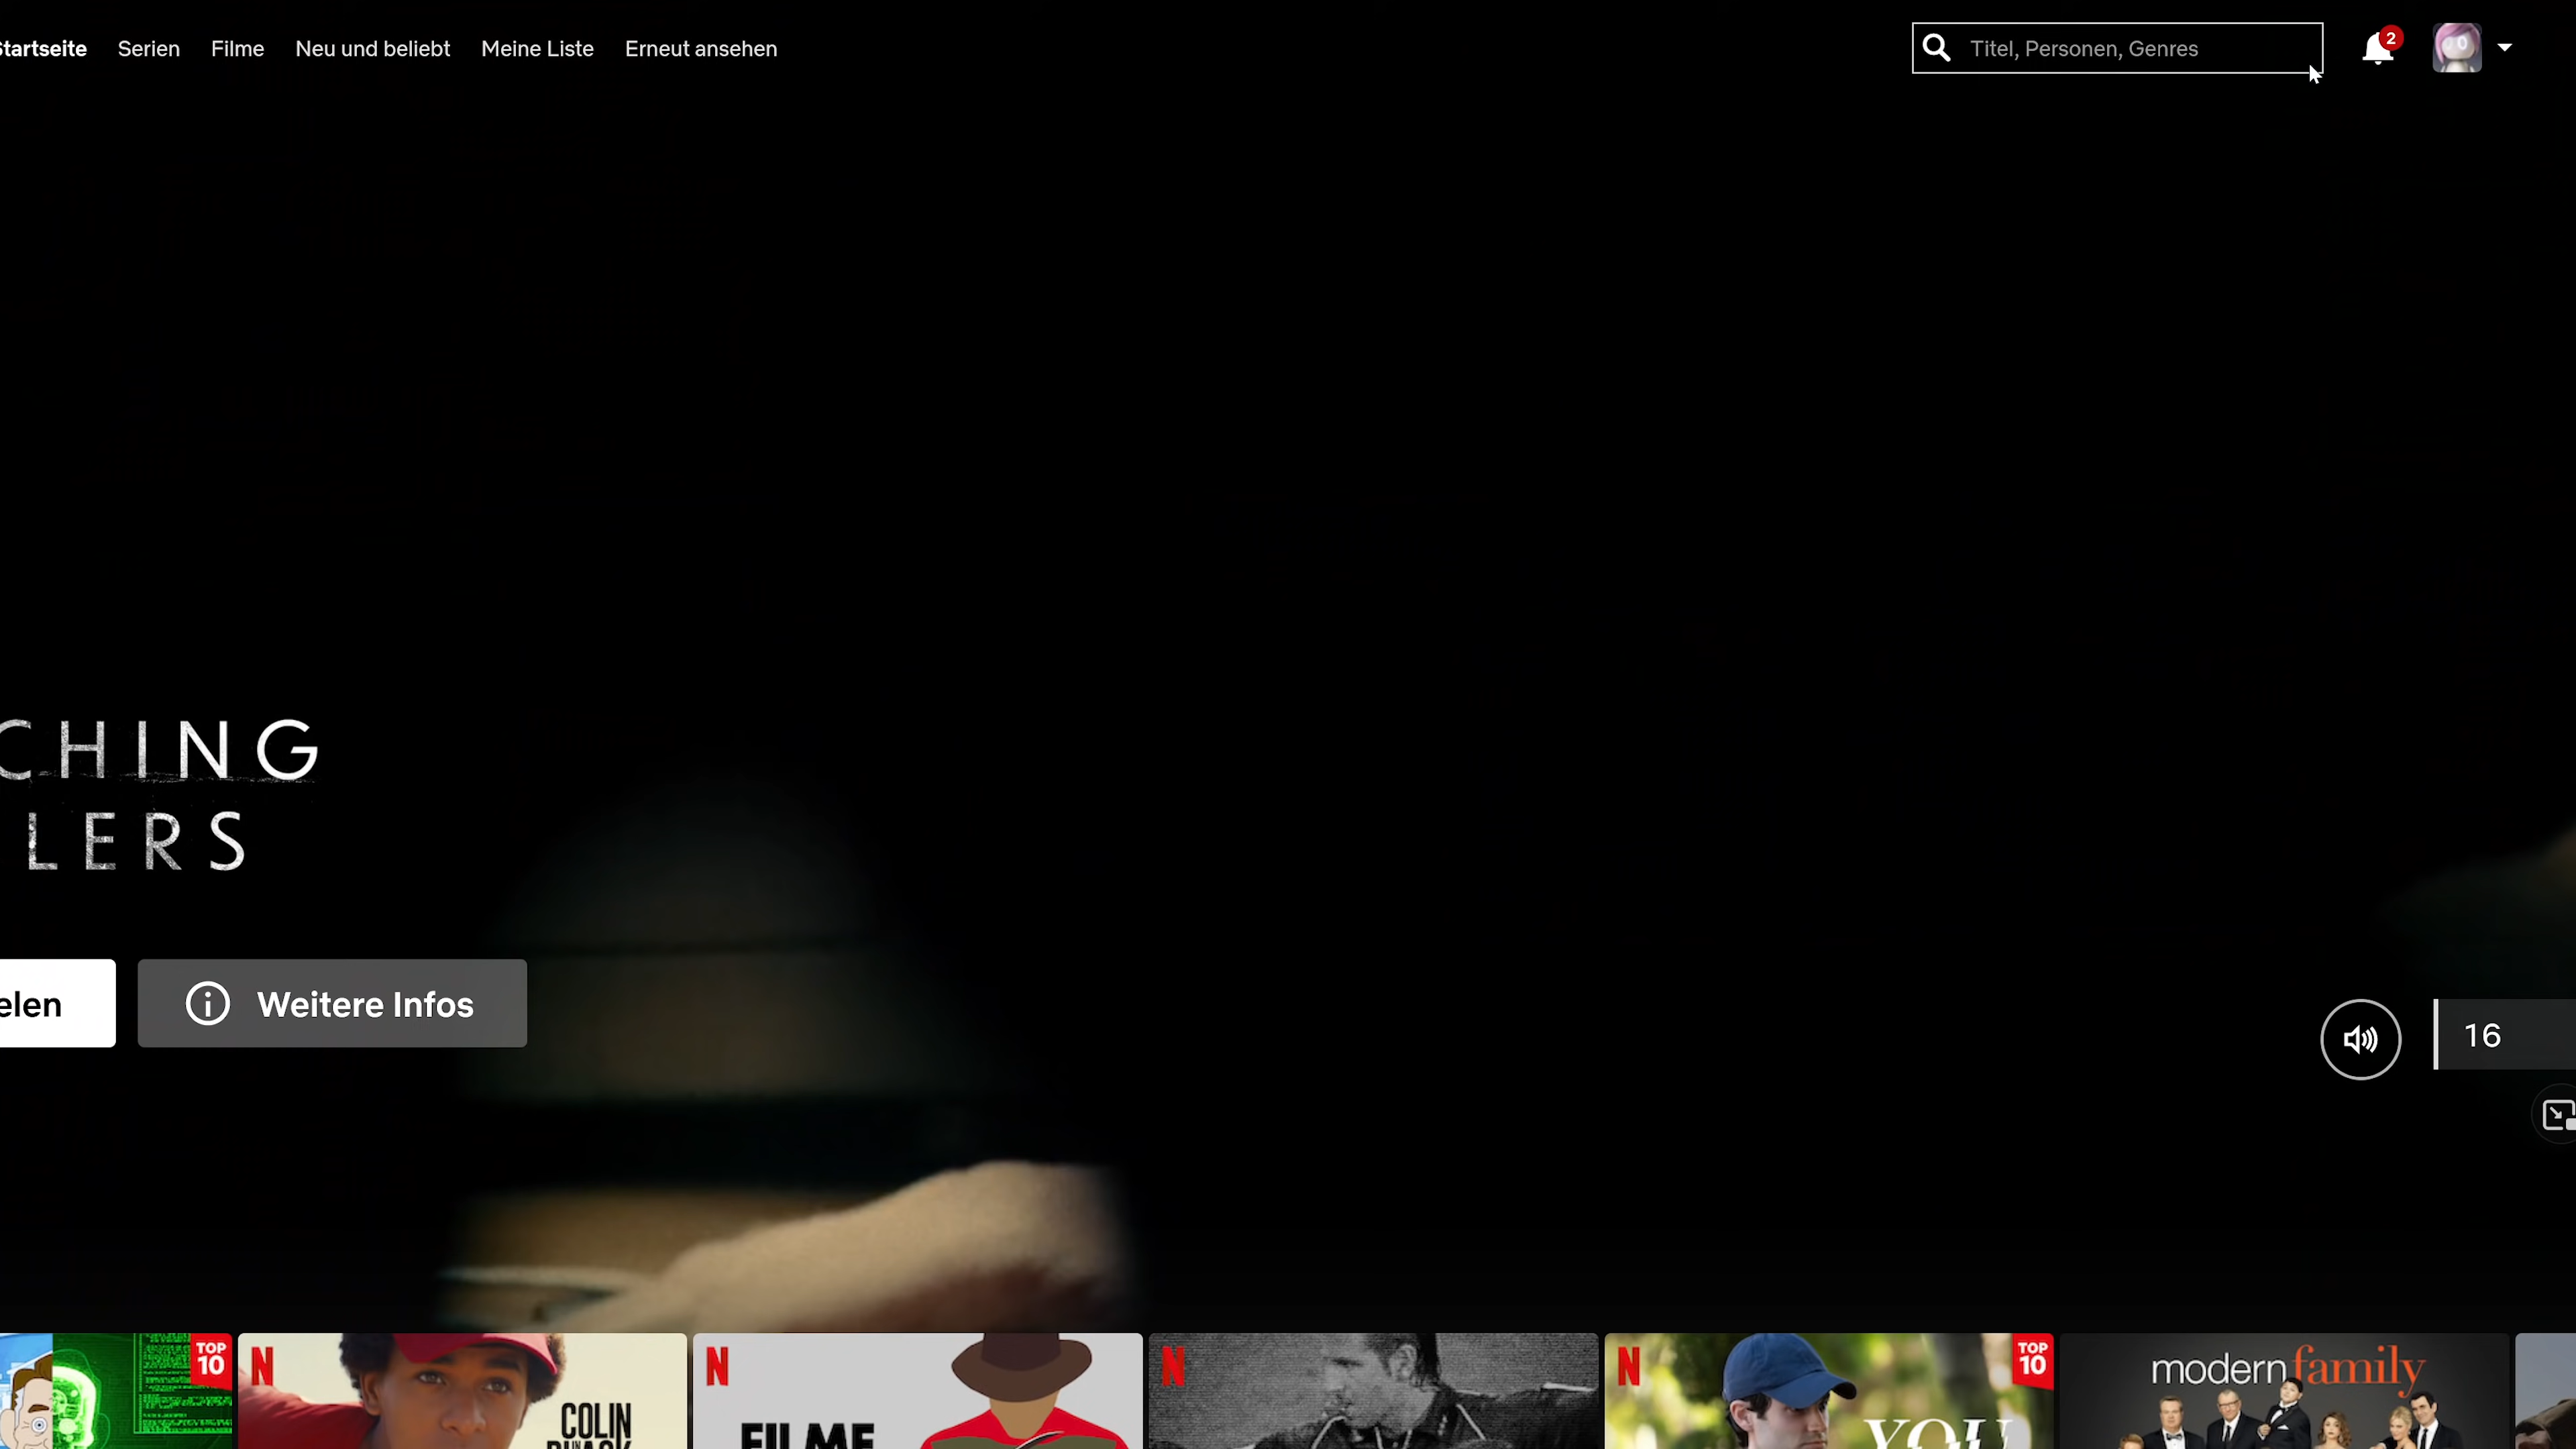 Startseite Serien Filme Neu und beliebt Meine Liste Erneut ansehen
Titel, Personen, Genres
2
CHING
LERS
elen
Weitere Infos
16
TOP
10
N
COLIN
IN
N
FILME
N
N
YOU
TOP
10
modern family